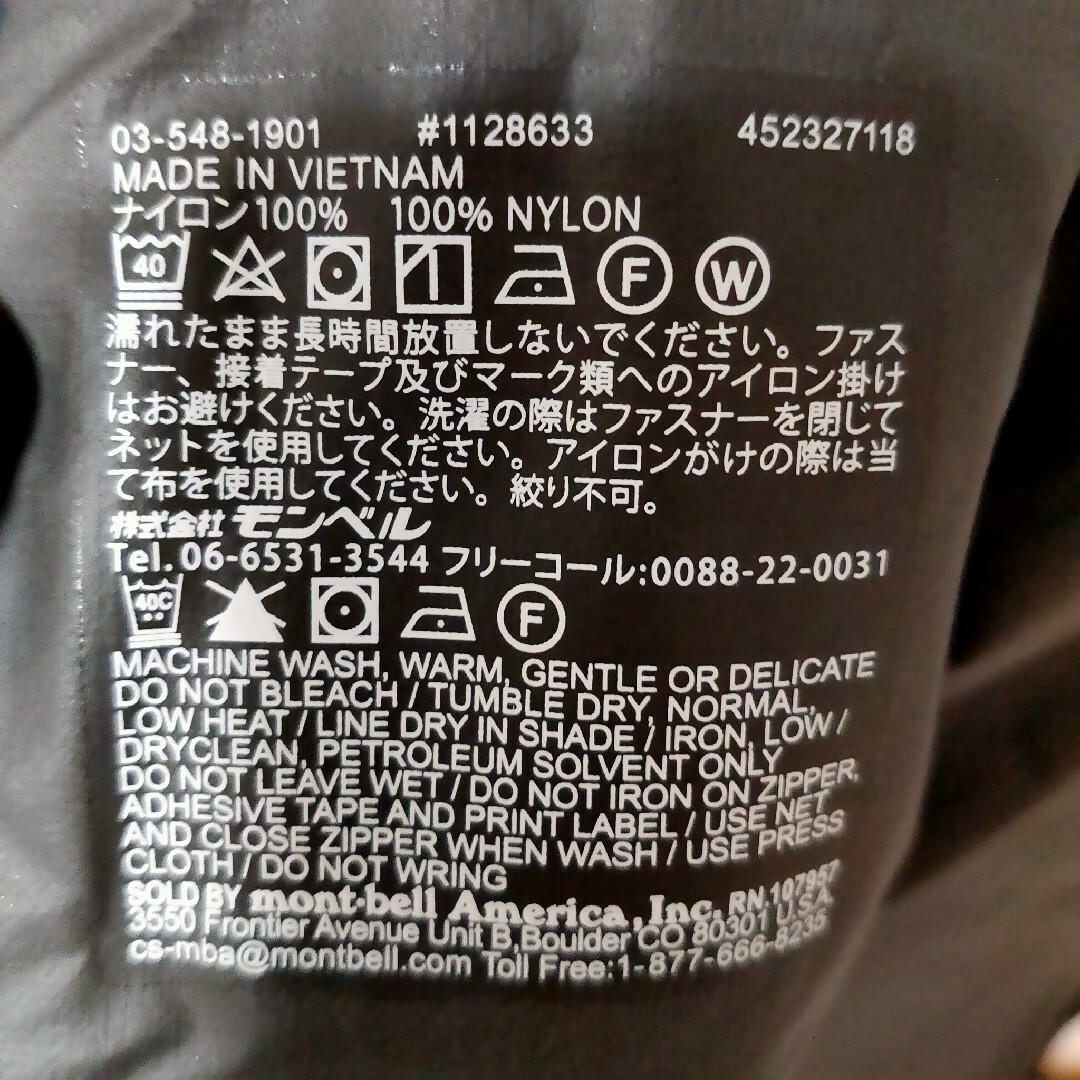 03-548-1901 #1128633 452327118
MADE IN VIETNAM
ナイロン100% 100% NYLON
40 F W
濡れたまま長時間放置しないでください。ファス
ナー、接着テープ及びマーク類へのアイロン掛け
はお避けください。洗濯の際はファスナーを閉じて
ネットを使用してください。アイロンがけの際は当
て布を使用してください。絞り不可。
株式会社モンベル
Tel.06-6531-3544 フリーコール:0088-22-0031
40C F
MACHINE WASH, WARM, GENTLE OR DELICATE
DO NOT BLEACH / TUMBLE DRY, NORMAL,
LOW HEAT / LINE DRY IN SHADE / IRON, LOW /
DRYCLEAN, PETROLEUM SOLVENT ONLY
DO NOT LEAVE WET / DO NOT IRON ON ZIPPER,
ADHESIVE TAPE AND PRINT LABEL / USE NET
AND CLOSE ZIPPER WHEN WASH / USE PRESS
CLOTH / DO NOT WRING
SOLD BY mont-bell America, Inc. RN.107957
3550 Frontier Avenue Unit B,Boulder CO 80301 U.S.A.
cs-mba@montbell.com Toll Free:1-877-666-8235